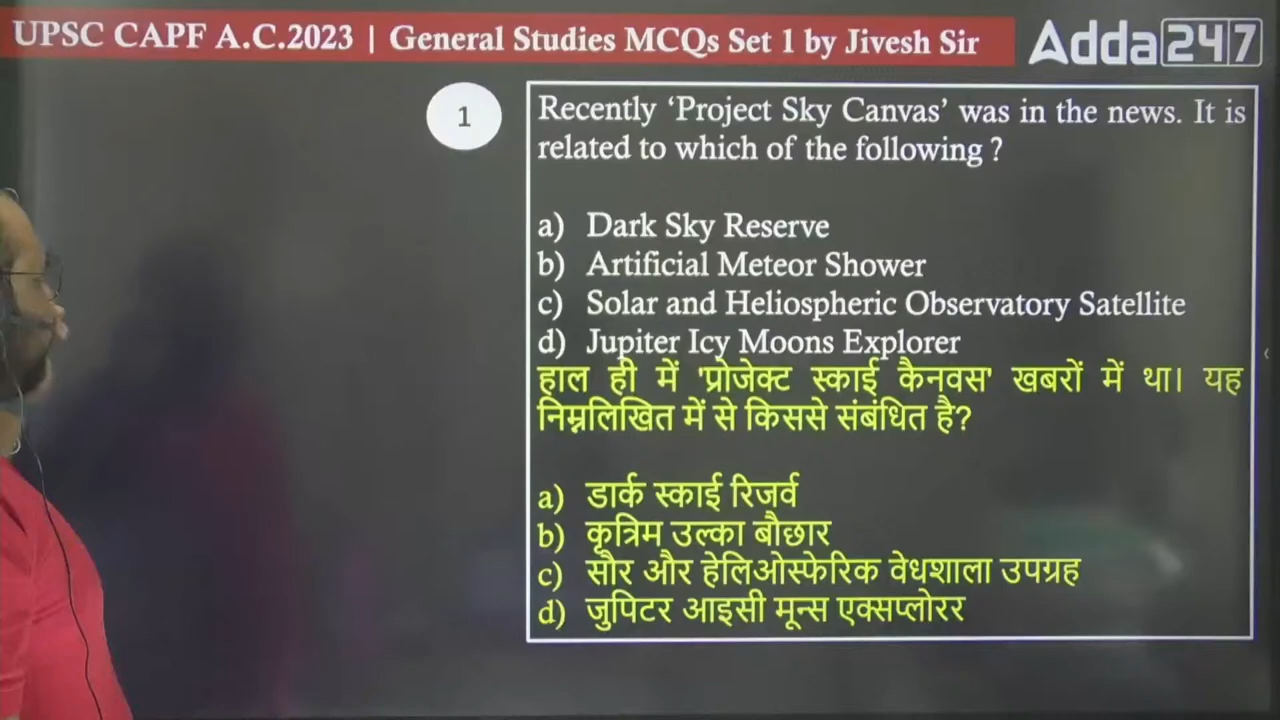 UPSC CAPF A.C.2023 | General Studies MCQs Set 1 by Jivesh Sir
Adda247
1
Recently ‘Project Sky Canvas’ was in the news. It is
related to which of the following ?
a) Dark Sky Reserve
b) Artificial Meteor Shower
c) Solar and Heliospheric Observatory Satellite
d) Jupiter Icy Moons Explorer
हाल ही में 'प्रोजेक्ट स्काई कैनवस' खबरों में था। यह
निम्नलिखित में से किससे संबंधित है?
a) डार्क स्काई रिजर्व
b) कृत्रिम उल्का बौछार
c) सौर और हेलिओस्फेरिक वेधशाला उपग्रह
d) जुपिटर आइसी मून्स एक्सप्लोरर